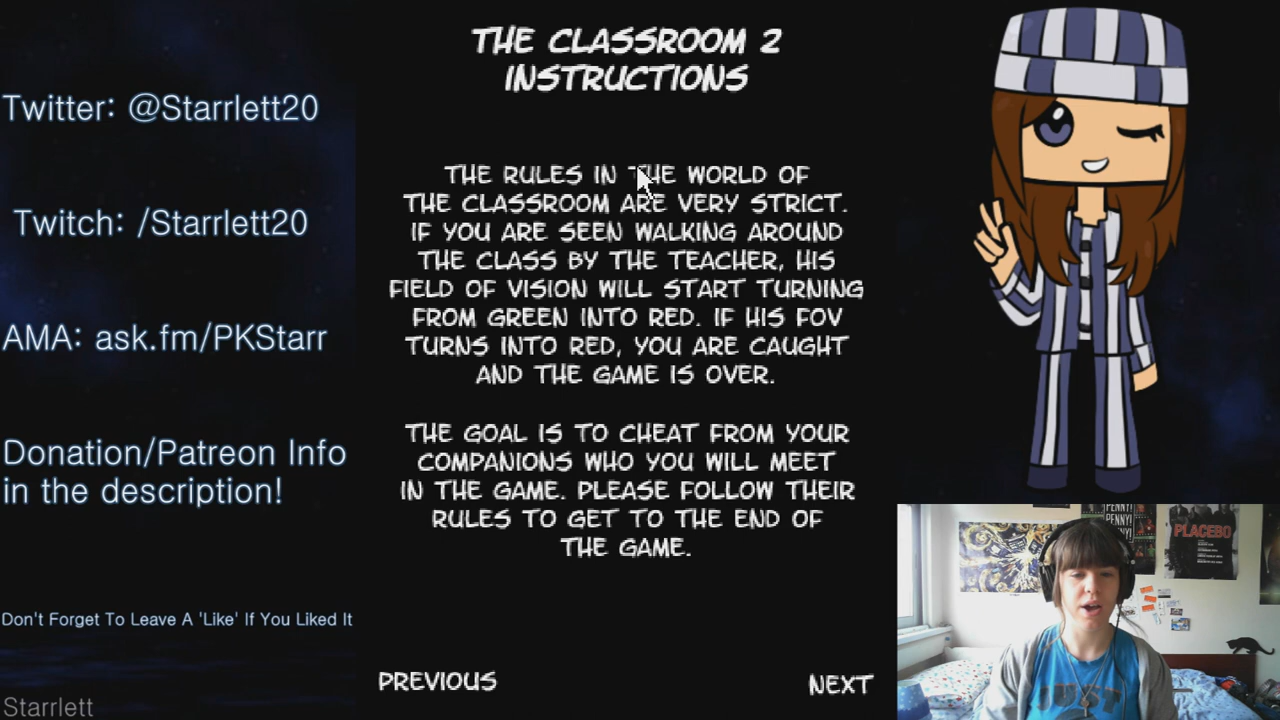 THE CLASSROOM 2
INSTRUCTIONS
Twitter: @Starrlett20
Twitch: /Starrlett20
AMA: ask.fm/PKStarr
Donation/Patreon Info
in the description!
Don't Forget To Leave A 'Like' If You Liked It
Starrlett
THE RULES IN THE WORLD OF
THE CLASSROOM ARE VERY STRICT.
IF YOU ARE SEEN WALKING AROUND
THE CLASS BY THE TEACHER, HIS
FIELD OF VISION WILL START TURNING
FROM GREEN INTO RED. IF HIS FOV
TURNS INTO RED, YOU ARE CAUGHT
AND THE GAME IS OVER.
THE GOAL IS TO CHEAT FROM YOUR
COMPANIONS WHO YOU WILL MEET
IN THE GAME. PLEASE FOLLOW THEIR
RULES TO GET TO THE END OF
THE GAME.
PREVIOUS
NEXT
PENNY!
PENNY!
PLACEBO
JUST